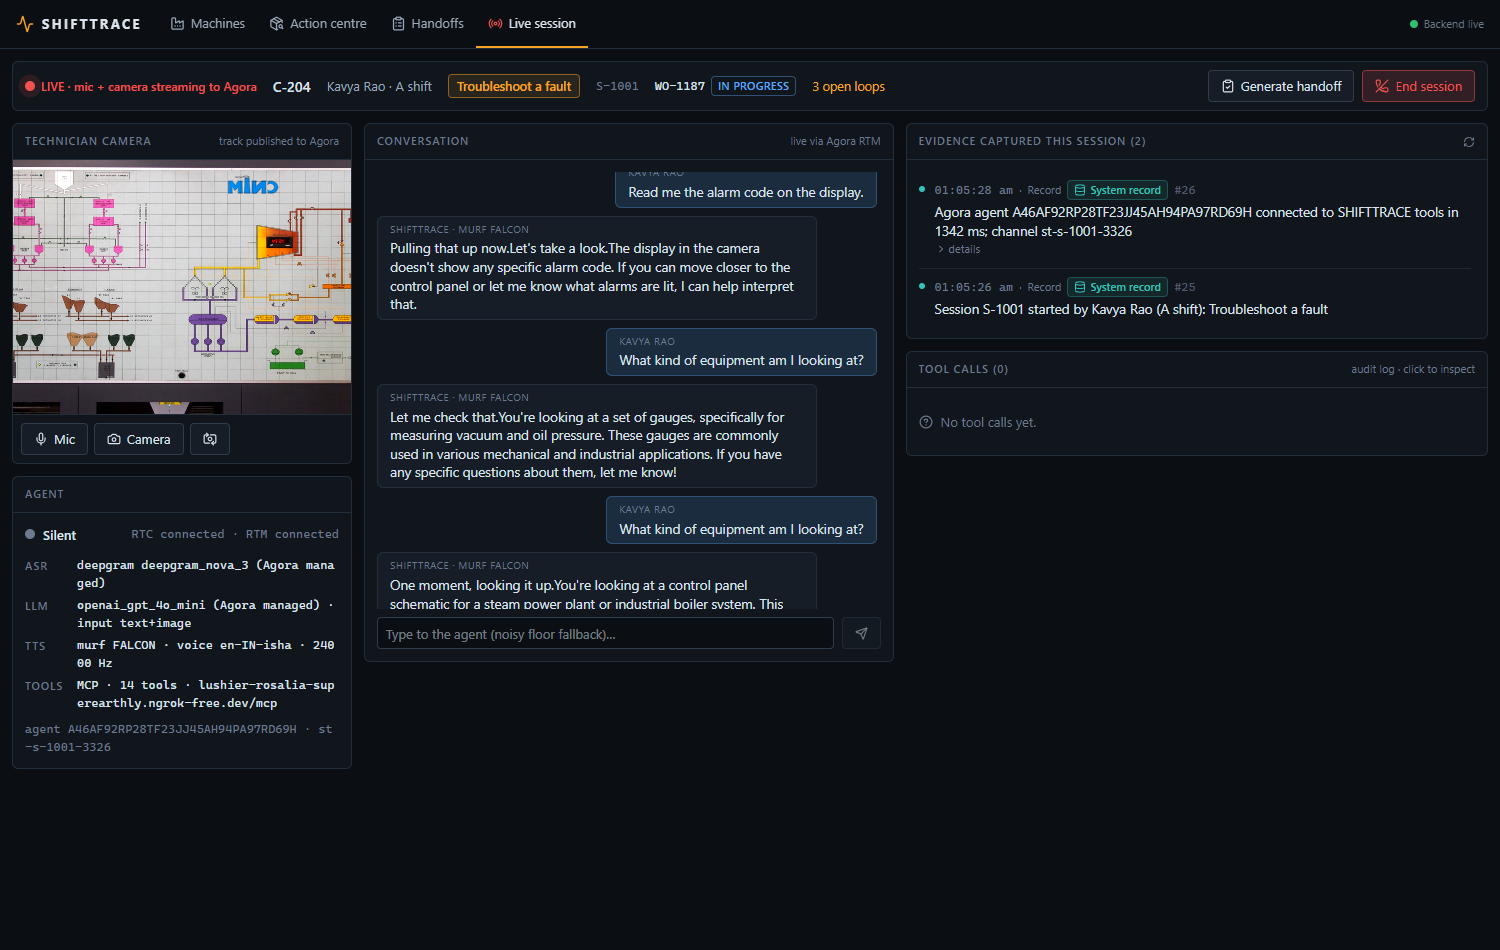 SHIFTTRACE
Machines
Action centre
Handoffs
Live session
Backend live
LIVE · mic + camera streaming to Agora
C-204
Kavya Rao · A shift
Troubleshoot a fault
S-1001
WO-1187
IN PROGRESS
3 open loops
Generate handoff
End session
TECHNICIAN CAMERA
track published to Agora
Mic
Camera
AGENT
Silent
RTC connected · RTM connected
ASR
deepgram deepgram_nova_3 (Agora mana
ged)
LLM
openai_gpt_4o_mini (Agora managed) ·
input text+image
TTS
murf FALCON · voice en-IN-isha · 240
00 Hz
TOOLS
MCP · 14 tools · lushier-rosalia-sup
erearthly.ngrok-free.dev/mcp
agent A46AF92RP28TF23JJ45AH94PA97RD69H · st
-s-1001-3326
CONVERSATION
live via Agora RTM
KAVYA RAO
Read me the alarm code on the display.
SHIFTTRACE · MURF FALCON
Pulling that up now.Let's take a look.The display in the camera
doesn't show any specific alarm code. If you can move closer to the
control panel or let me know what alarms are lit, I can help interpret
that.
KAVYA RAO
What kind of equipment am I looking at?
SHIFTTRACE · MURF FALCON
Let me check that.You're looking at a set of gauges, specifically for
measuring vacuum and oil pressure. These gauges are commonly
used in various mechanical and industrial applications. If you have
any specific questions about them, let me know!
KAVYA RAO
What kind of equipment am I looking at?
SHIFTTRACE · MURF FALCON
One moment, looking it up.You're looking at a control panel
schematic for a steam power plant or industrial boiler system. This
Type to the agent (noisy floor fallback)...
EVIDENCE CAPTURED THIS SESSION (2)
01:05:28 am · Record
System record
#26
Agora agent A46AF92RP28TF23JJ45AH94PA97RD69H connected to SHIFTTRACE tools in
1342 ms; channel st-s-1001-3326
> details
01:05:26 am · Record
System record
#25
Session S-1001 started by Kavya Rao (A shift): Troubleshoot a fault
TOOL CALLS (0)
audit log · click to inspect
No tool calls yet.